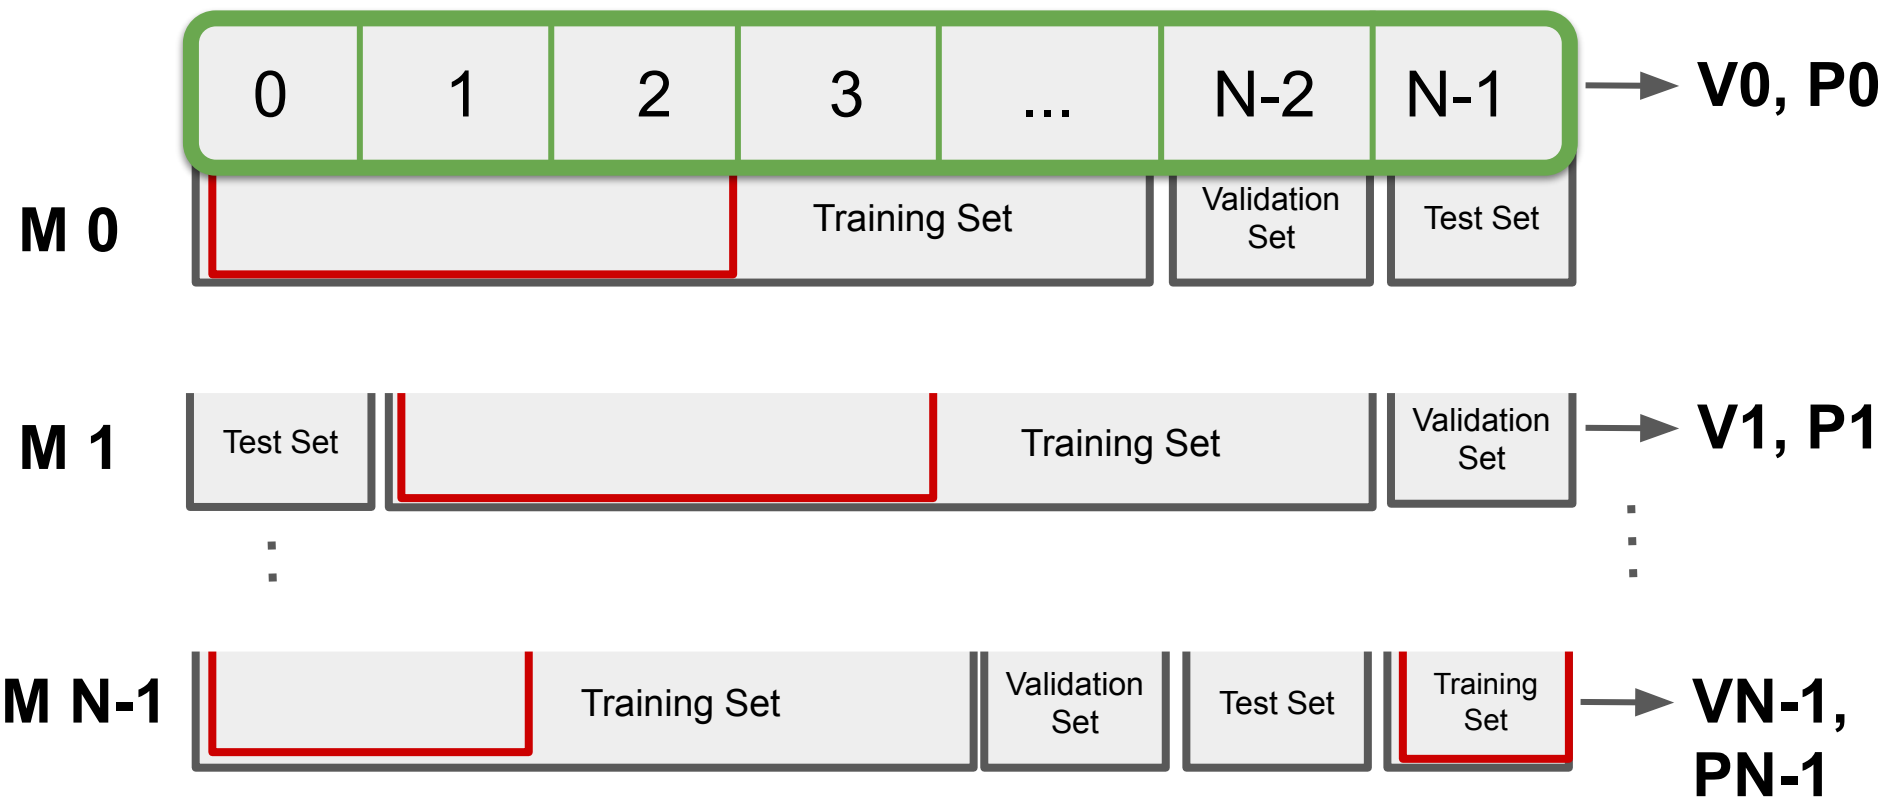 0 1 2 3 ... N-2 N-1 V0, P0
M 0 Training Set Validation
Set Test Set
M 1 Test Set Training Set Validation
Set V1, P1
M N-1 Training Set Validation
Set Test Set Training
Set VN-1,
PN-1